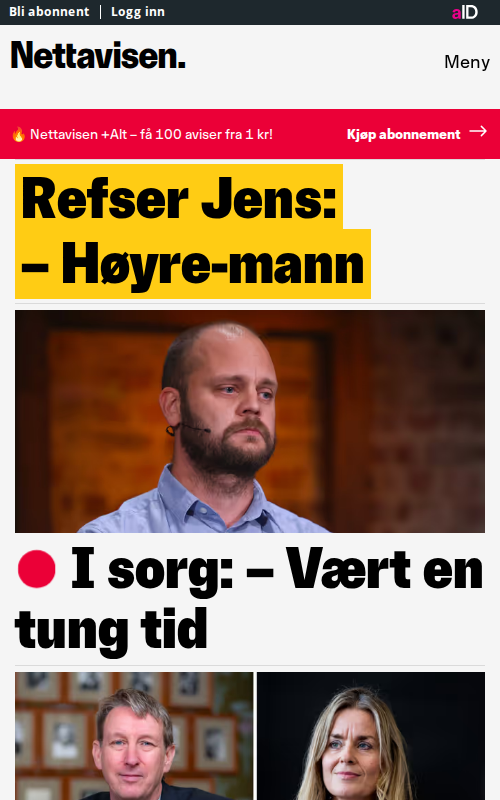 Bli abonnent | Logg inn
aID
Nettavisen.
Meny
🔥 Nettavisen +Alt – få 100 aviser fra 1 kr!
Kjøp abonnement →
Refser Jens:
– Høyre-mann
🔴 I sorg: – Vært en
tung tid